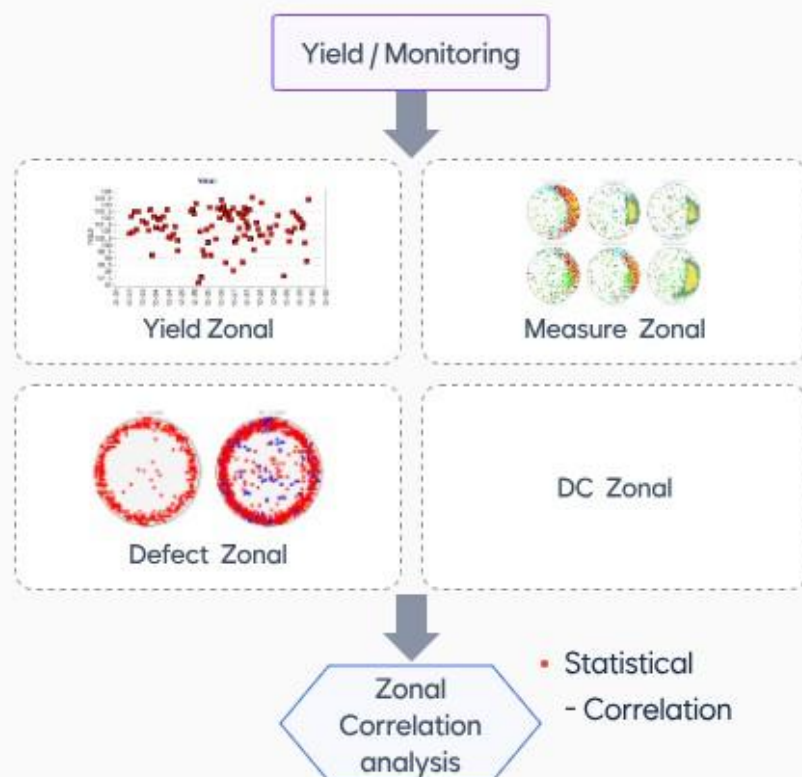 Yield / Monitoring
Yield Zonal
Measure Zonal
Defect Zonal
DC Zonal
Zonal
Correlation
analysis
• Statistical
- Correlation